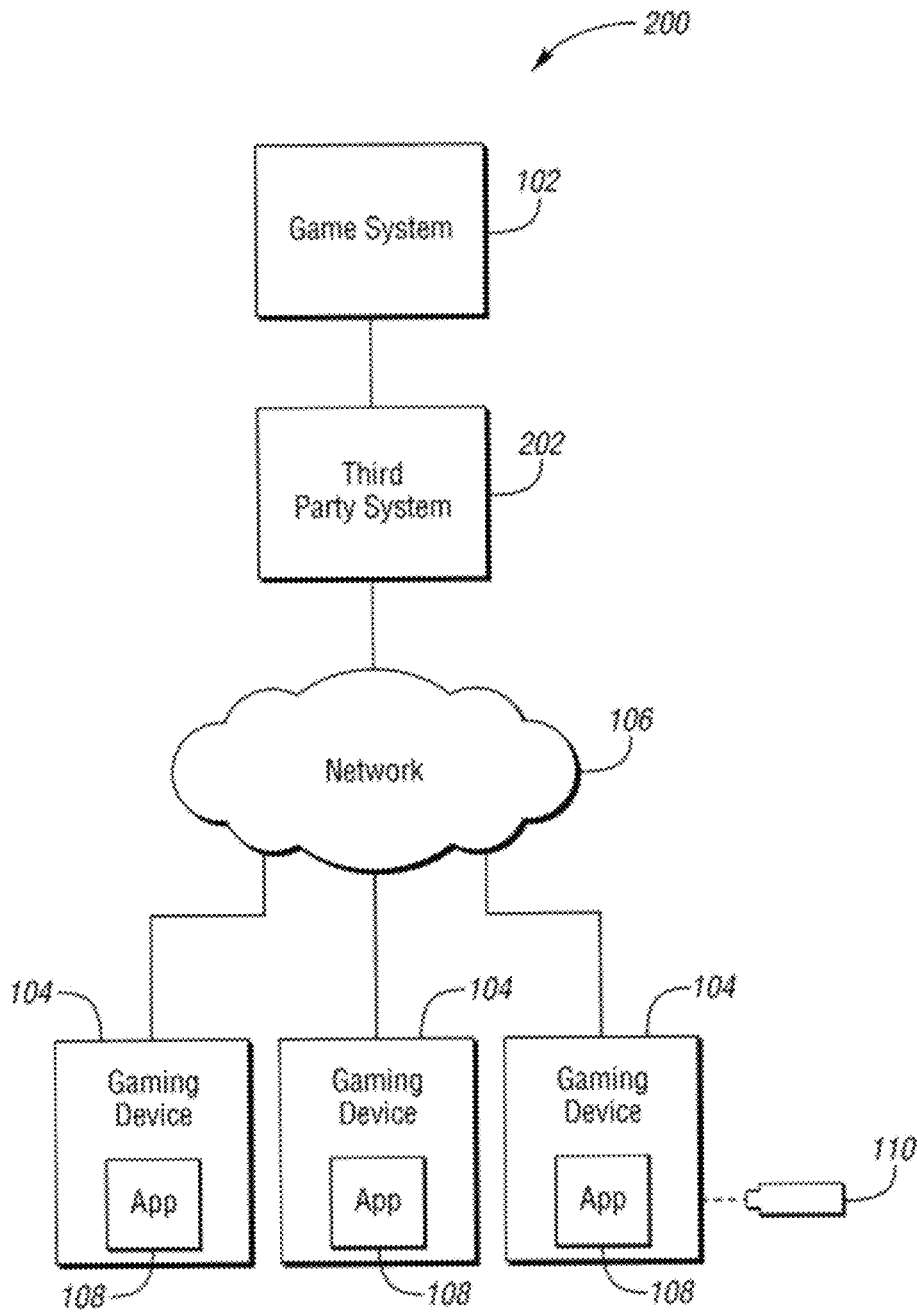 200
102
Game System
202
Third
Party System
106
Network
104
104
104
Gaming
Device
Gaming
Device
Gaming
Device
110
App
App
App
108
108
108